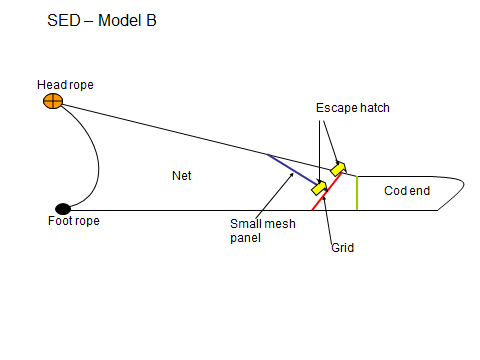 SED – Model B
Head rope
Escape hatch
Net
Cod end
Foot rope
Small mesh
panel
Grid